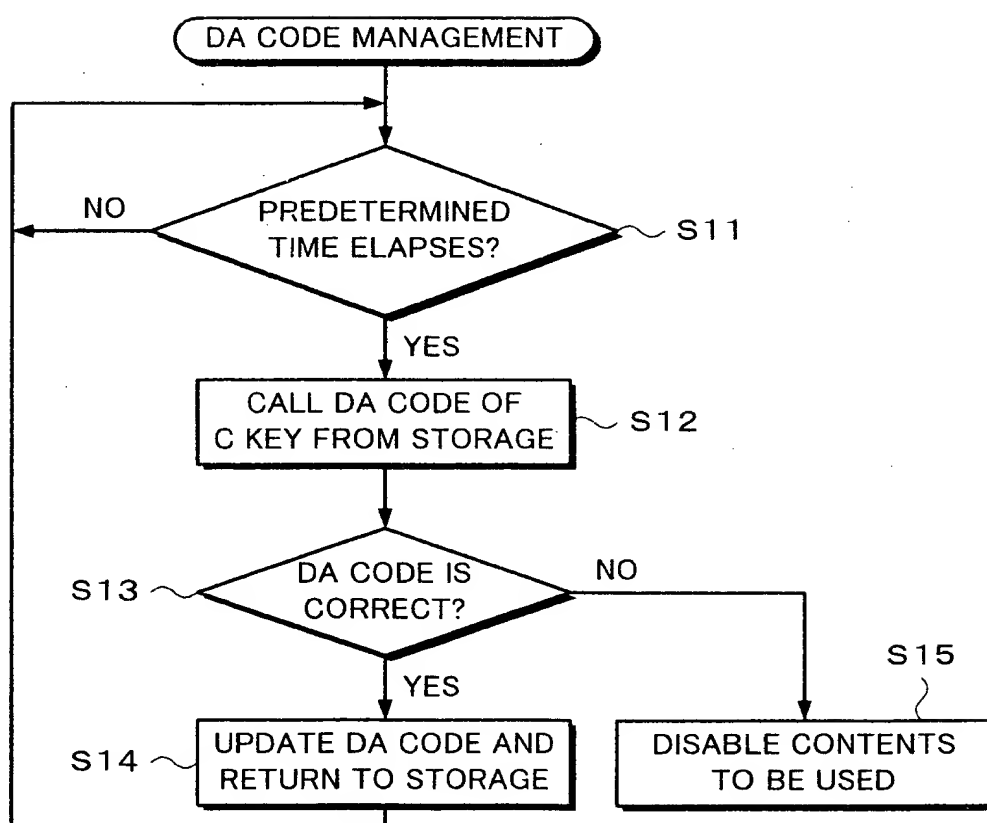 DA CODE MANAGEMENT
NO
PREDETERMINED
TIME ELAPSES?
S11
YES
CALL DA CODE OF
C KEY FROM STORAGE
S12
S13
DA CODE IS
CORRECT?
NO
YES
S15
S14
UPDATE DA CODE AND
RETURN TO STORAGE
DISABLE CONTENTS
TO BE USED